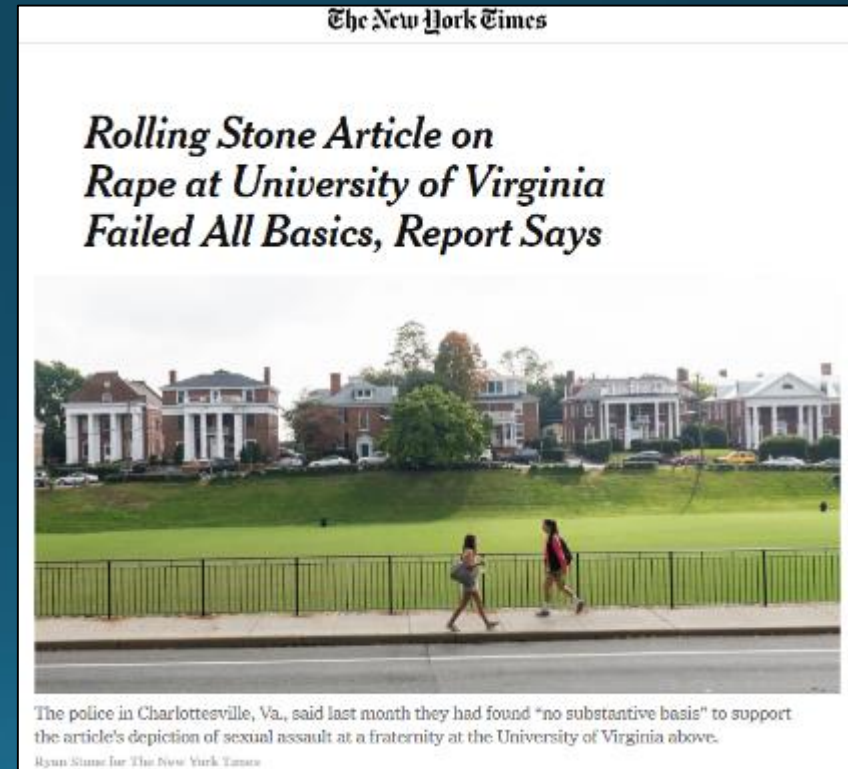 The New York Times
Rolling Stone Article on
Rape at University of Virginia
Failed All Basics, Report Says
The police in Charlottesville, Va., said last month they had found “no substantive basis” to support
the article’s depiction of sexual assault at a fraternity at the University of Virginia above.
Ryan Stone for The New York Times